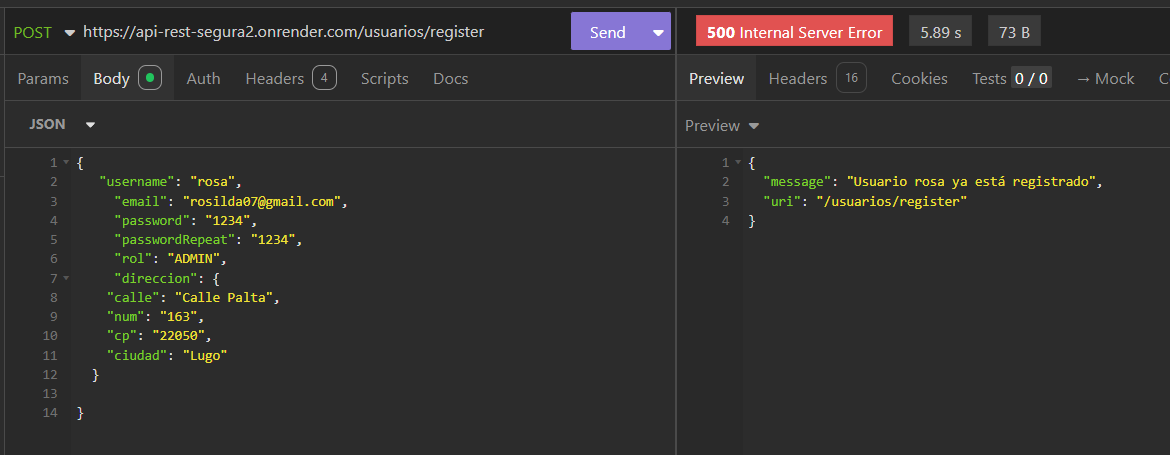 POST https://api-rest-segura2.onrender.com/usuarios/register Send
500 Internal Server Error 5.89 s 73 B
Params Body Auth Headers 4 Scripts Docs
Preview Headers 16 Cookies Tests 0 / 0 → Mock C
JSON
Preview
1 {
2 "username": "rosa",
3 "email": "rosilda07@gmail.com",
4 "password": "1234",
5 "passwordRepeat": "1234",
6 "rol": "ADMIN",
7 "direccion": {
8 "calle": "Calle Palta",
9 "num": "163",
10 "cp": "22050",
11 "ciudad": "Lugo"
12 }
13
14 }
1 {
2 "message": "Usuario rosa ya está registrado",
3 "uri": "/usuarios/register"
4 }